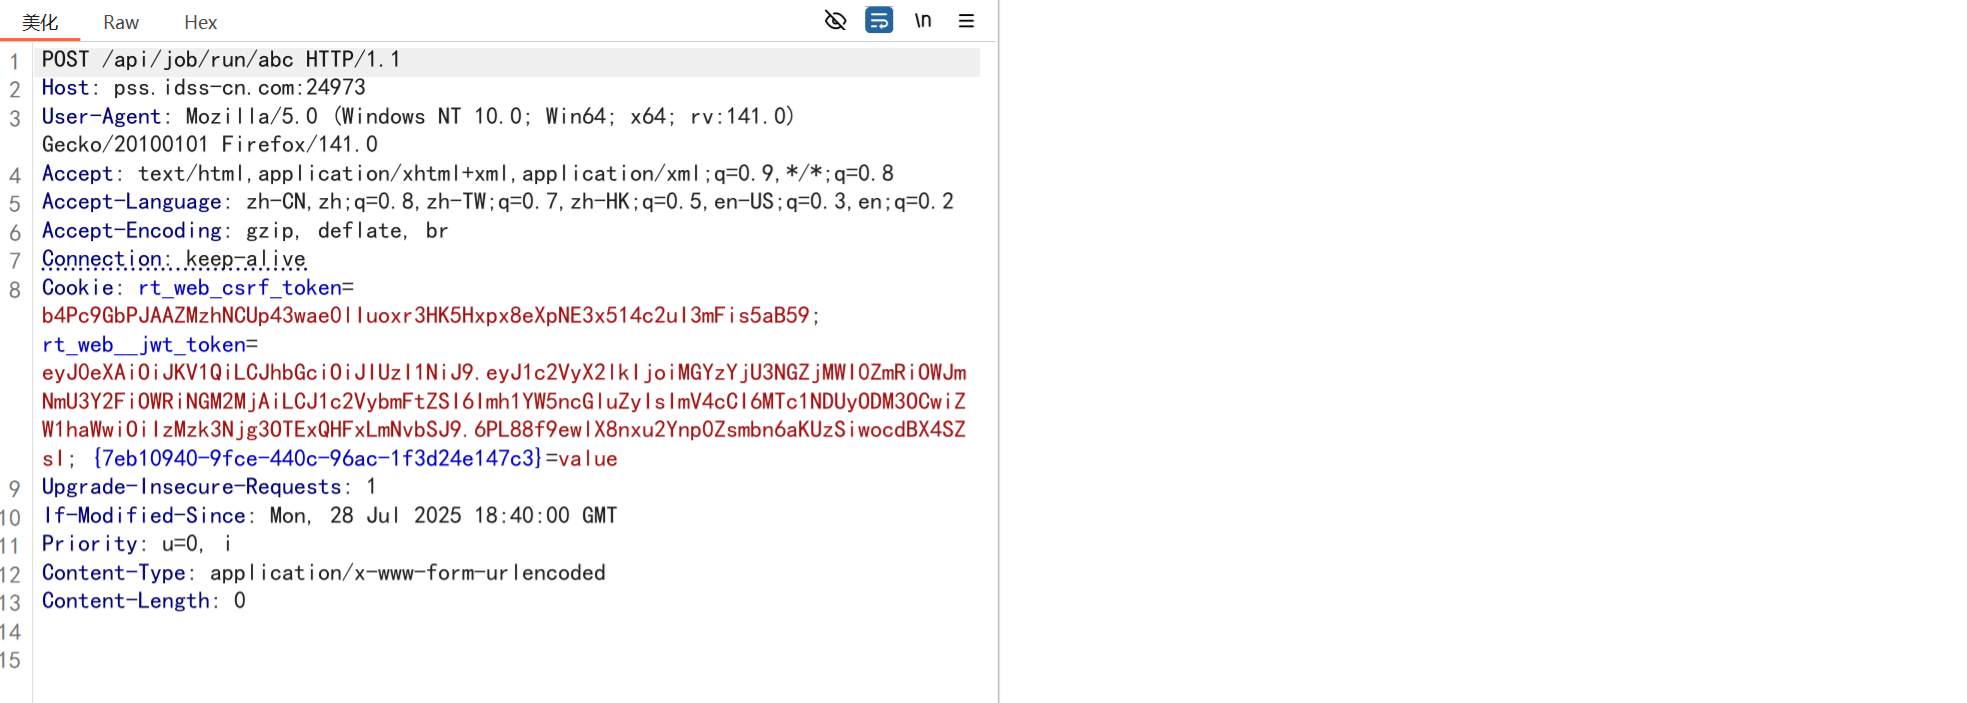 美化 Raw Hex \n
1 POST /api/job/run/abc HTTP/1.1
2 Host: pss.idss-cn.com:24973
3 User-Agent: Mozilla/5.0 (Windows NT 10.0; Win64; x64; rv:141.0)
Gecko/20100101 Firefox/141.0
4 Accept: text/html,application/xhtml+xml,application/xml;q=0.9,*/*;q=0.8
5 Accept-Language: zh-CN,zh;q=0.8,zh-TW;q=0.7,zh-HK;q=0.5,en-US;q=0.3,en;q=0.2
6 Accept-Encoding: gzip, deflate, br
7 Connection: keep-alive
8 Cookie: rt_web_csrf_token=
b4Pc9GbPJAAZMzhNCUp43wae0lIuoxr3HK5Hxpx8eXpNE3x514c2uI3mFis5aB59;
rt_web__jwt_token=
eyJ0eXAiOiJKV1QiLCJhbGciOiJIUzI1NiJ9.eyJ1c2VyX2lkIjoiMGYzYjU3NGZjMWI0ZmRiOWJm
NmU3Y2FiOWRiNGM2MjAiLCJ1c2VybmFtZSI6Imh1YW5ncGluZyIsImV4cCI6MTc1NDUyODM3OCwiZ
W1haWwiOiIzMzk3Njg3OTExQHFxLmNvbSJ9.6PL88f9ewIX8nxu2Ynp0Zsmbn6aKUzSiwocdBX4SZ
sI; {7eb10940-9fce-440c-96ac-1f3d24e147c3}=value
9 Upgrade-Insecure-Requests: 1
10 If-Modified-Since: Mon, 28 Jul 2025 18:40:00 GMT
11 Priority: u=0, i
12 Content-Type: application/x-www-form-urlencoded
13 Content-Length: 0
14
15